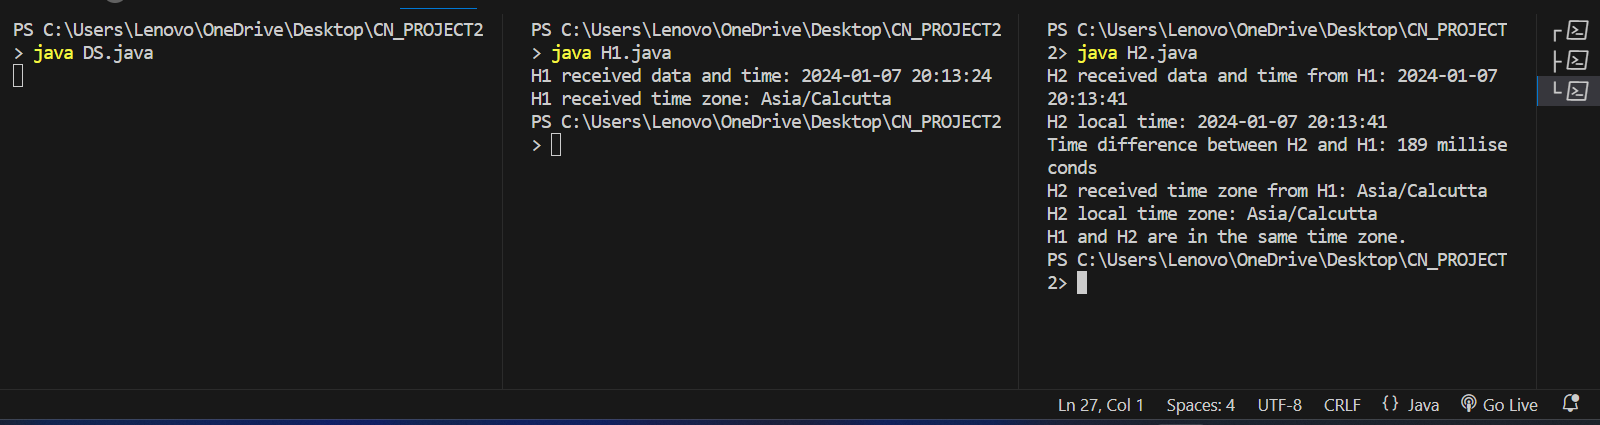 PS C:\Users\Lenovo\OneDrive\Desktop\CN_PROJECT2
> java DS.java
PS C:\Users\Lenovo\OneDrive\Desktop\CN_PROJECT2
> java H1.java
H1 received data and time: 2024-01-07 20:13:24
H1 received time zone: Asia/Calcutta
PS C:\Users\Lenovo\OneDrive\Desktop\CN_PROJECT2
>
PS C:\Users\Lenovo\OneDrive\Desktop\CN_PROJECT
2> java H2.java
H2 received data and time from H1: 2024-01-07
20:13:41
H2 local time: 2024-01-07 20:13:41
Time difference between H2 and H1: 189 millise
conds
H2 received time zone from H1: Asia/Calcutta
H2 local time zone: Asia/Calcutta
H1 and H2 are in the same time zone.
PS C:\Users\Lenovo\OneDrive\Desktop\CN_PROJECT
2>
Ln 27, Col 1 Spaces: 4 UTF-8 CRLF {} Java Go Live